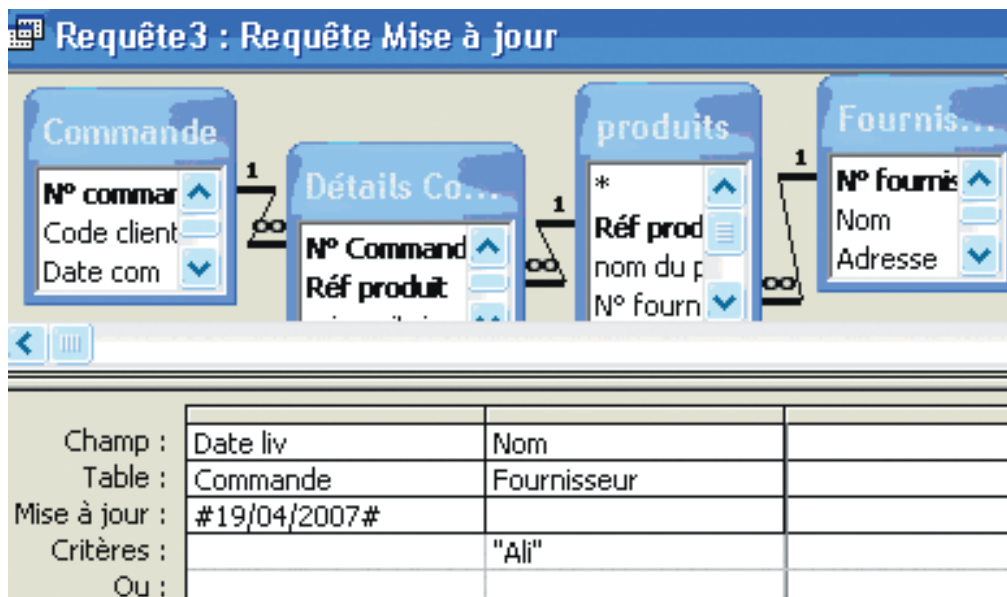 Requête3 : Requête Mise à jour
Commande
N° commar
Code client
Date com
1
∞
Détails Co...
N° Command
Réf produit
1
∞
produits
*
Réf prod
nom du p
N° fourn
1
∞
Fournis...
N° fournis
Nom
Adresse
Champ : Date liv Nom
Table : Commande Fournisseur
Mise à jour : #19/04/2007#
Critères : "Ali"
Ou :